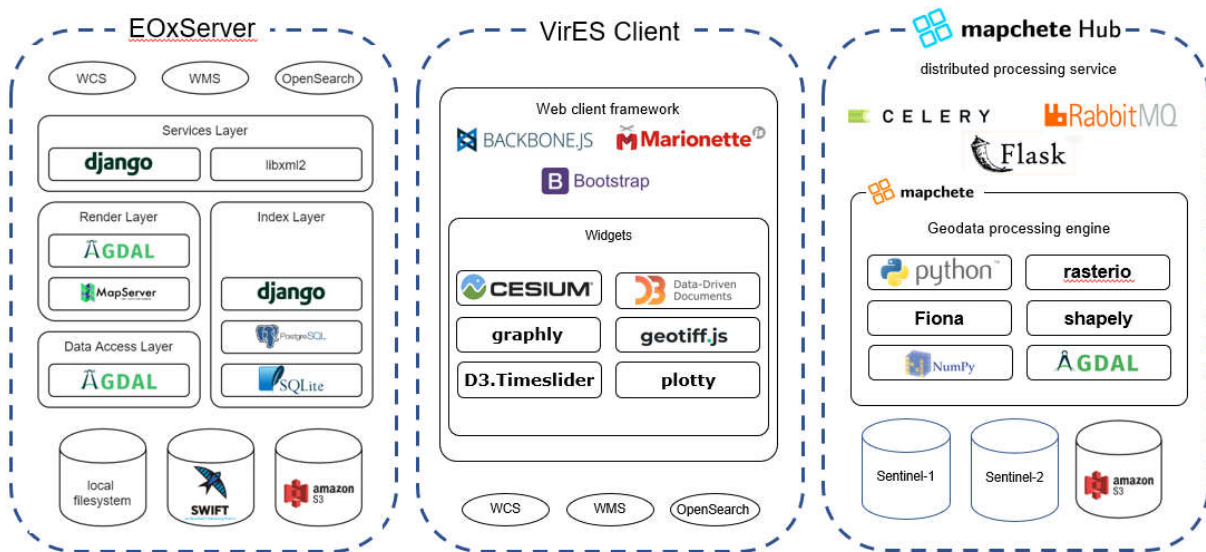 EOxServer
WCS
WMS
OpenSearch
Services Layer
django
libxml2
Render Layer
GDAL
MapServer
Index Layer
django
PostgreSQL
SQLite
Data Access Layer
GDAL
local
filesystem
SWIFT
amazon
S3
VirES Client
Web client framework
BACKBONE.JS
Marionette
B Bootstrap
Widgets
CESIUM
D3 Data-Driven
Documents
graphly
geotiff.js
D3.Timeslider
plotty
WCS
WMS
OpenSearch
mapchete Hub
distributed processing service
CELERY
RabbitMQ
Flask
mapchete
Geodata processing engine
python™
rasterio
Fiona
shapely
NumPy
GDAL
Sentinel-1
Sentinel-2
amazon
S3